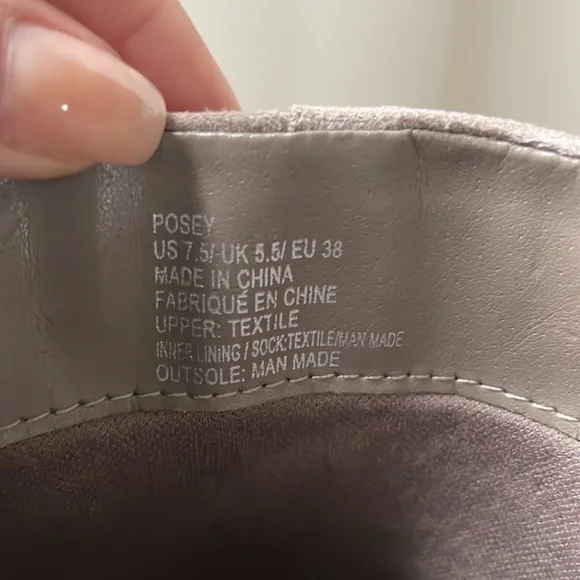 POSEY
US 7.5/ UK 5.5/ EU 38
MADE IN CHINA
FABRIQUÉ EN CHINE
UPPER: TEXTILE
INNER LINING / SOCK:TEXTILE/MAN MADE
OUTSOLE: MAN MADE